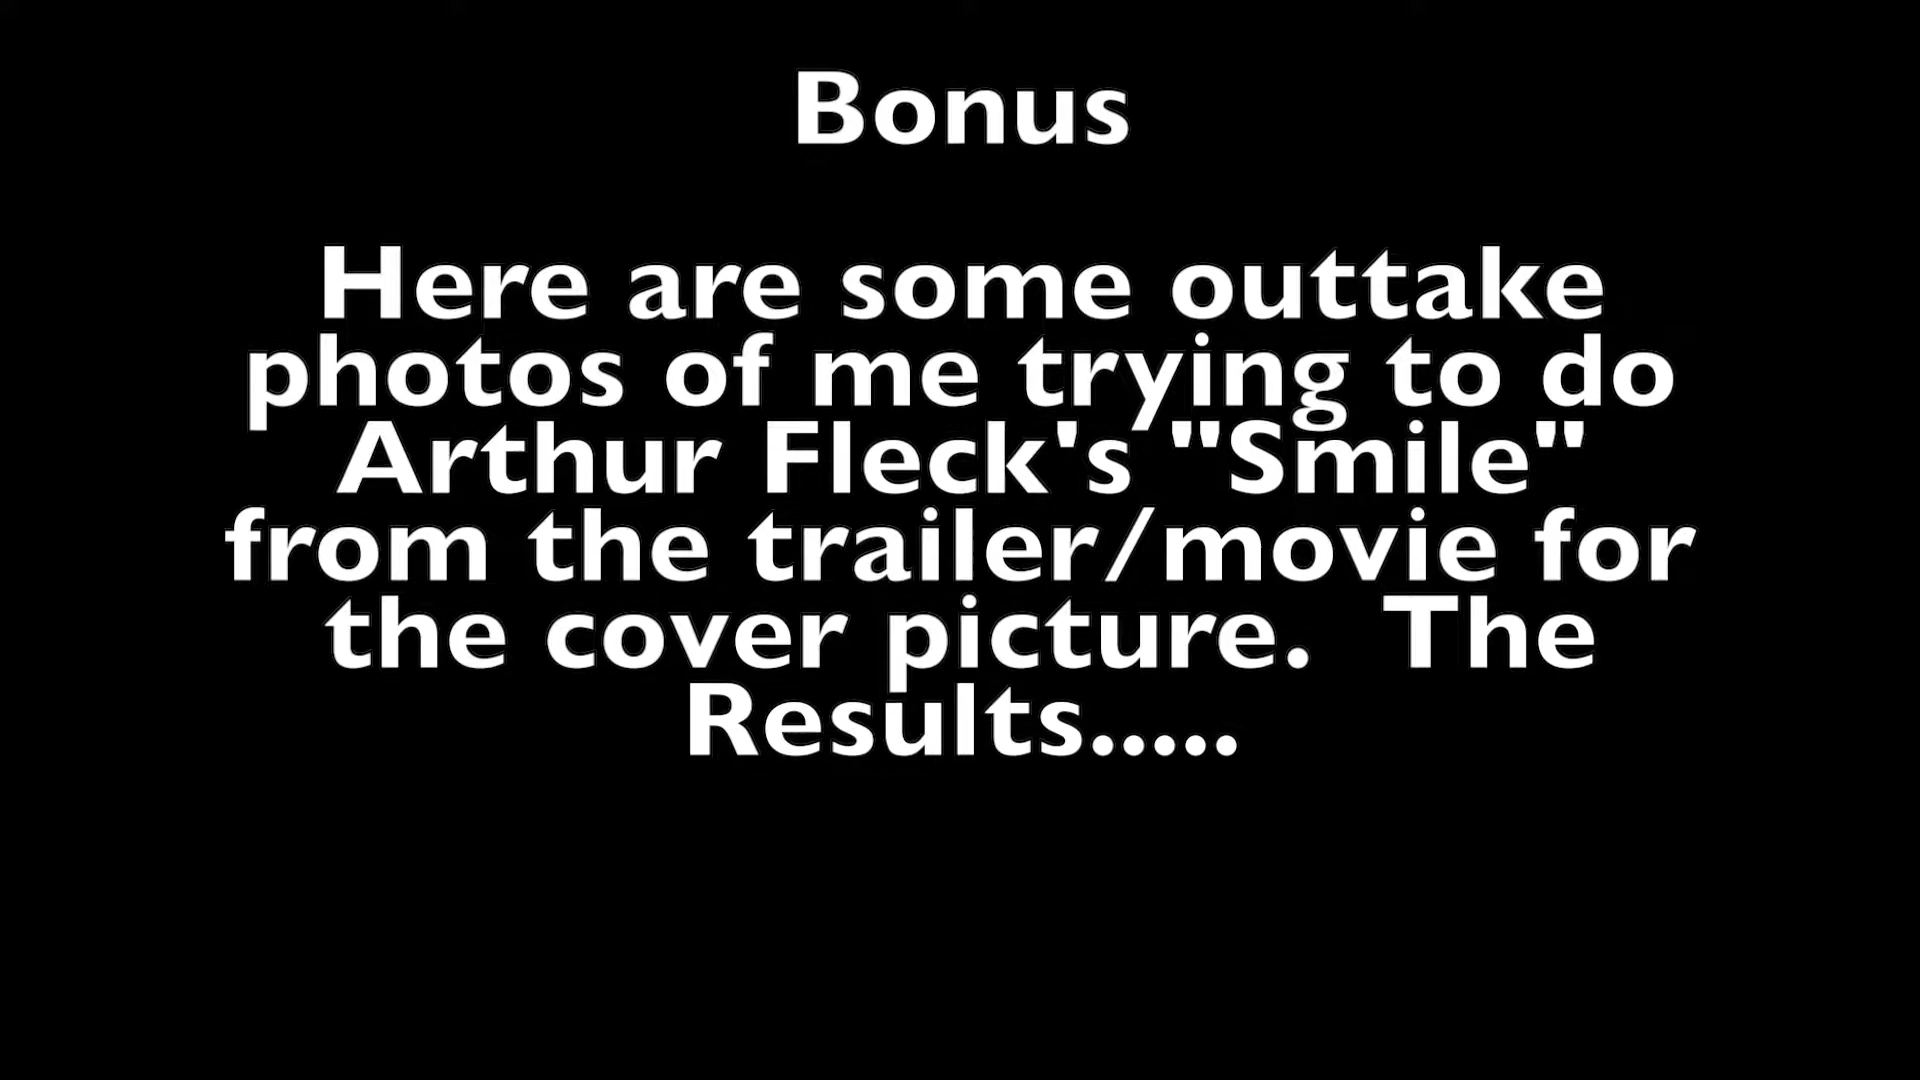 Bonus
Here are some outtake
photos of me trying to do
Arthur Fleck's "Smile"
from the trailer/movie for
the cover picture.  The
Results.....